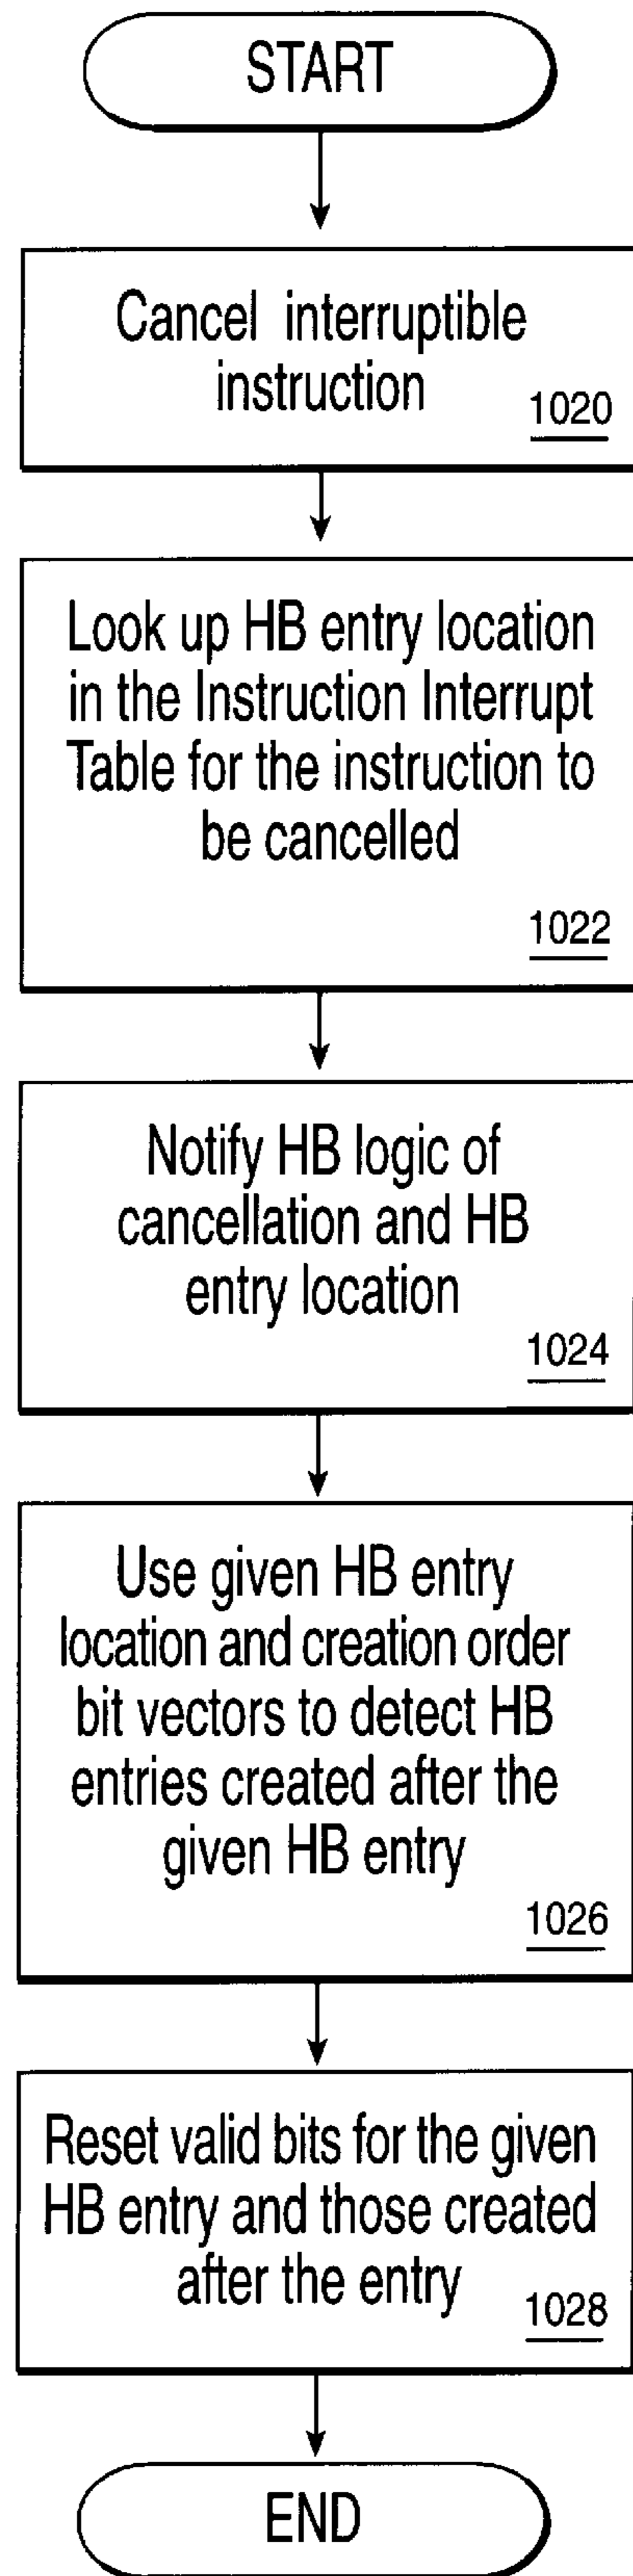 START
Cancel interruptible
instruction
1020
Look up HB entry location
in the Instruction Interrupt
Table for the instruction to
be cancelled
1022
Notify HB logic of
cancellation and HB
entry location
1024
Use given HB entry
location and creation order
bit vectors to detect HB
entries created after the
given HB entry
1026
Reset valid bits for the given
HB entry and those created
after the entry
1028
END